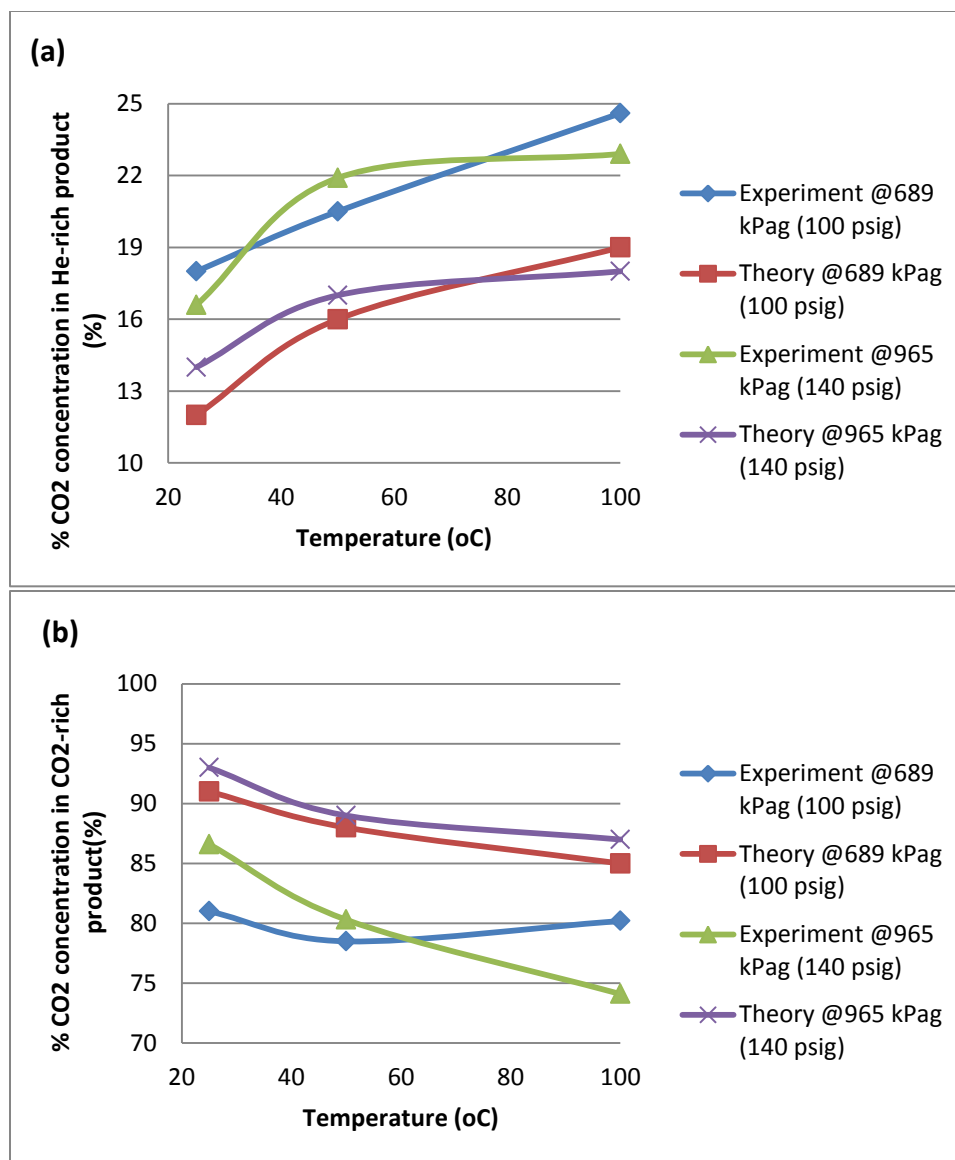 (a)
% CO2 concentration in He-rich product
(%)
25
22
19
16
13
10
20
40
60
80
100
Temperature (oC)
Experiment @689
kPag (100 psig)
Theory @689 kPag
(100 psig)
Experiment @965
kPag (140 psig)
Theory @965 kPag
(140 psig)
(b)
% CO2 concentration in CO2-rich
product(%)
100
95
90
85
80
75
70
20
40
60
80
100
Temperature (oC)
Experiment @689
kPag (100 psig)
Theory @689 kPag
(100 psig)
Experiment @965
kPag (140 psig)
Theory @965 kPag
(140 psig)